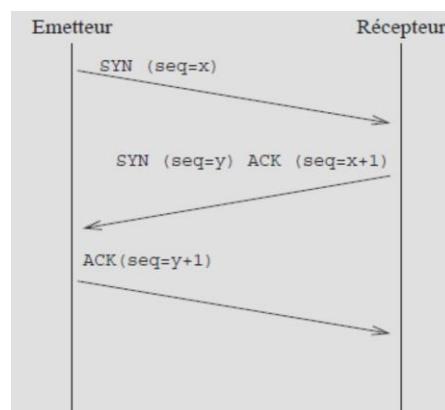 Emetteur Récepteur
SYN (seq=x)
SYN (seq=y) ACK (seq=x+1)
ACK(seq=y+1)